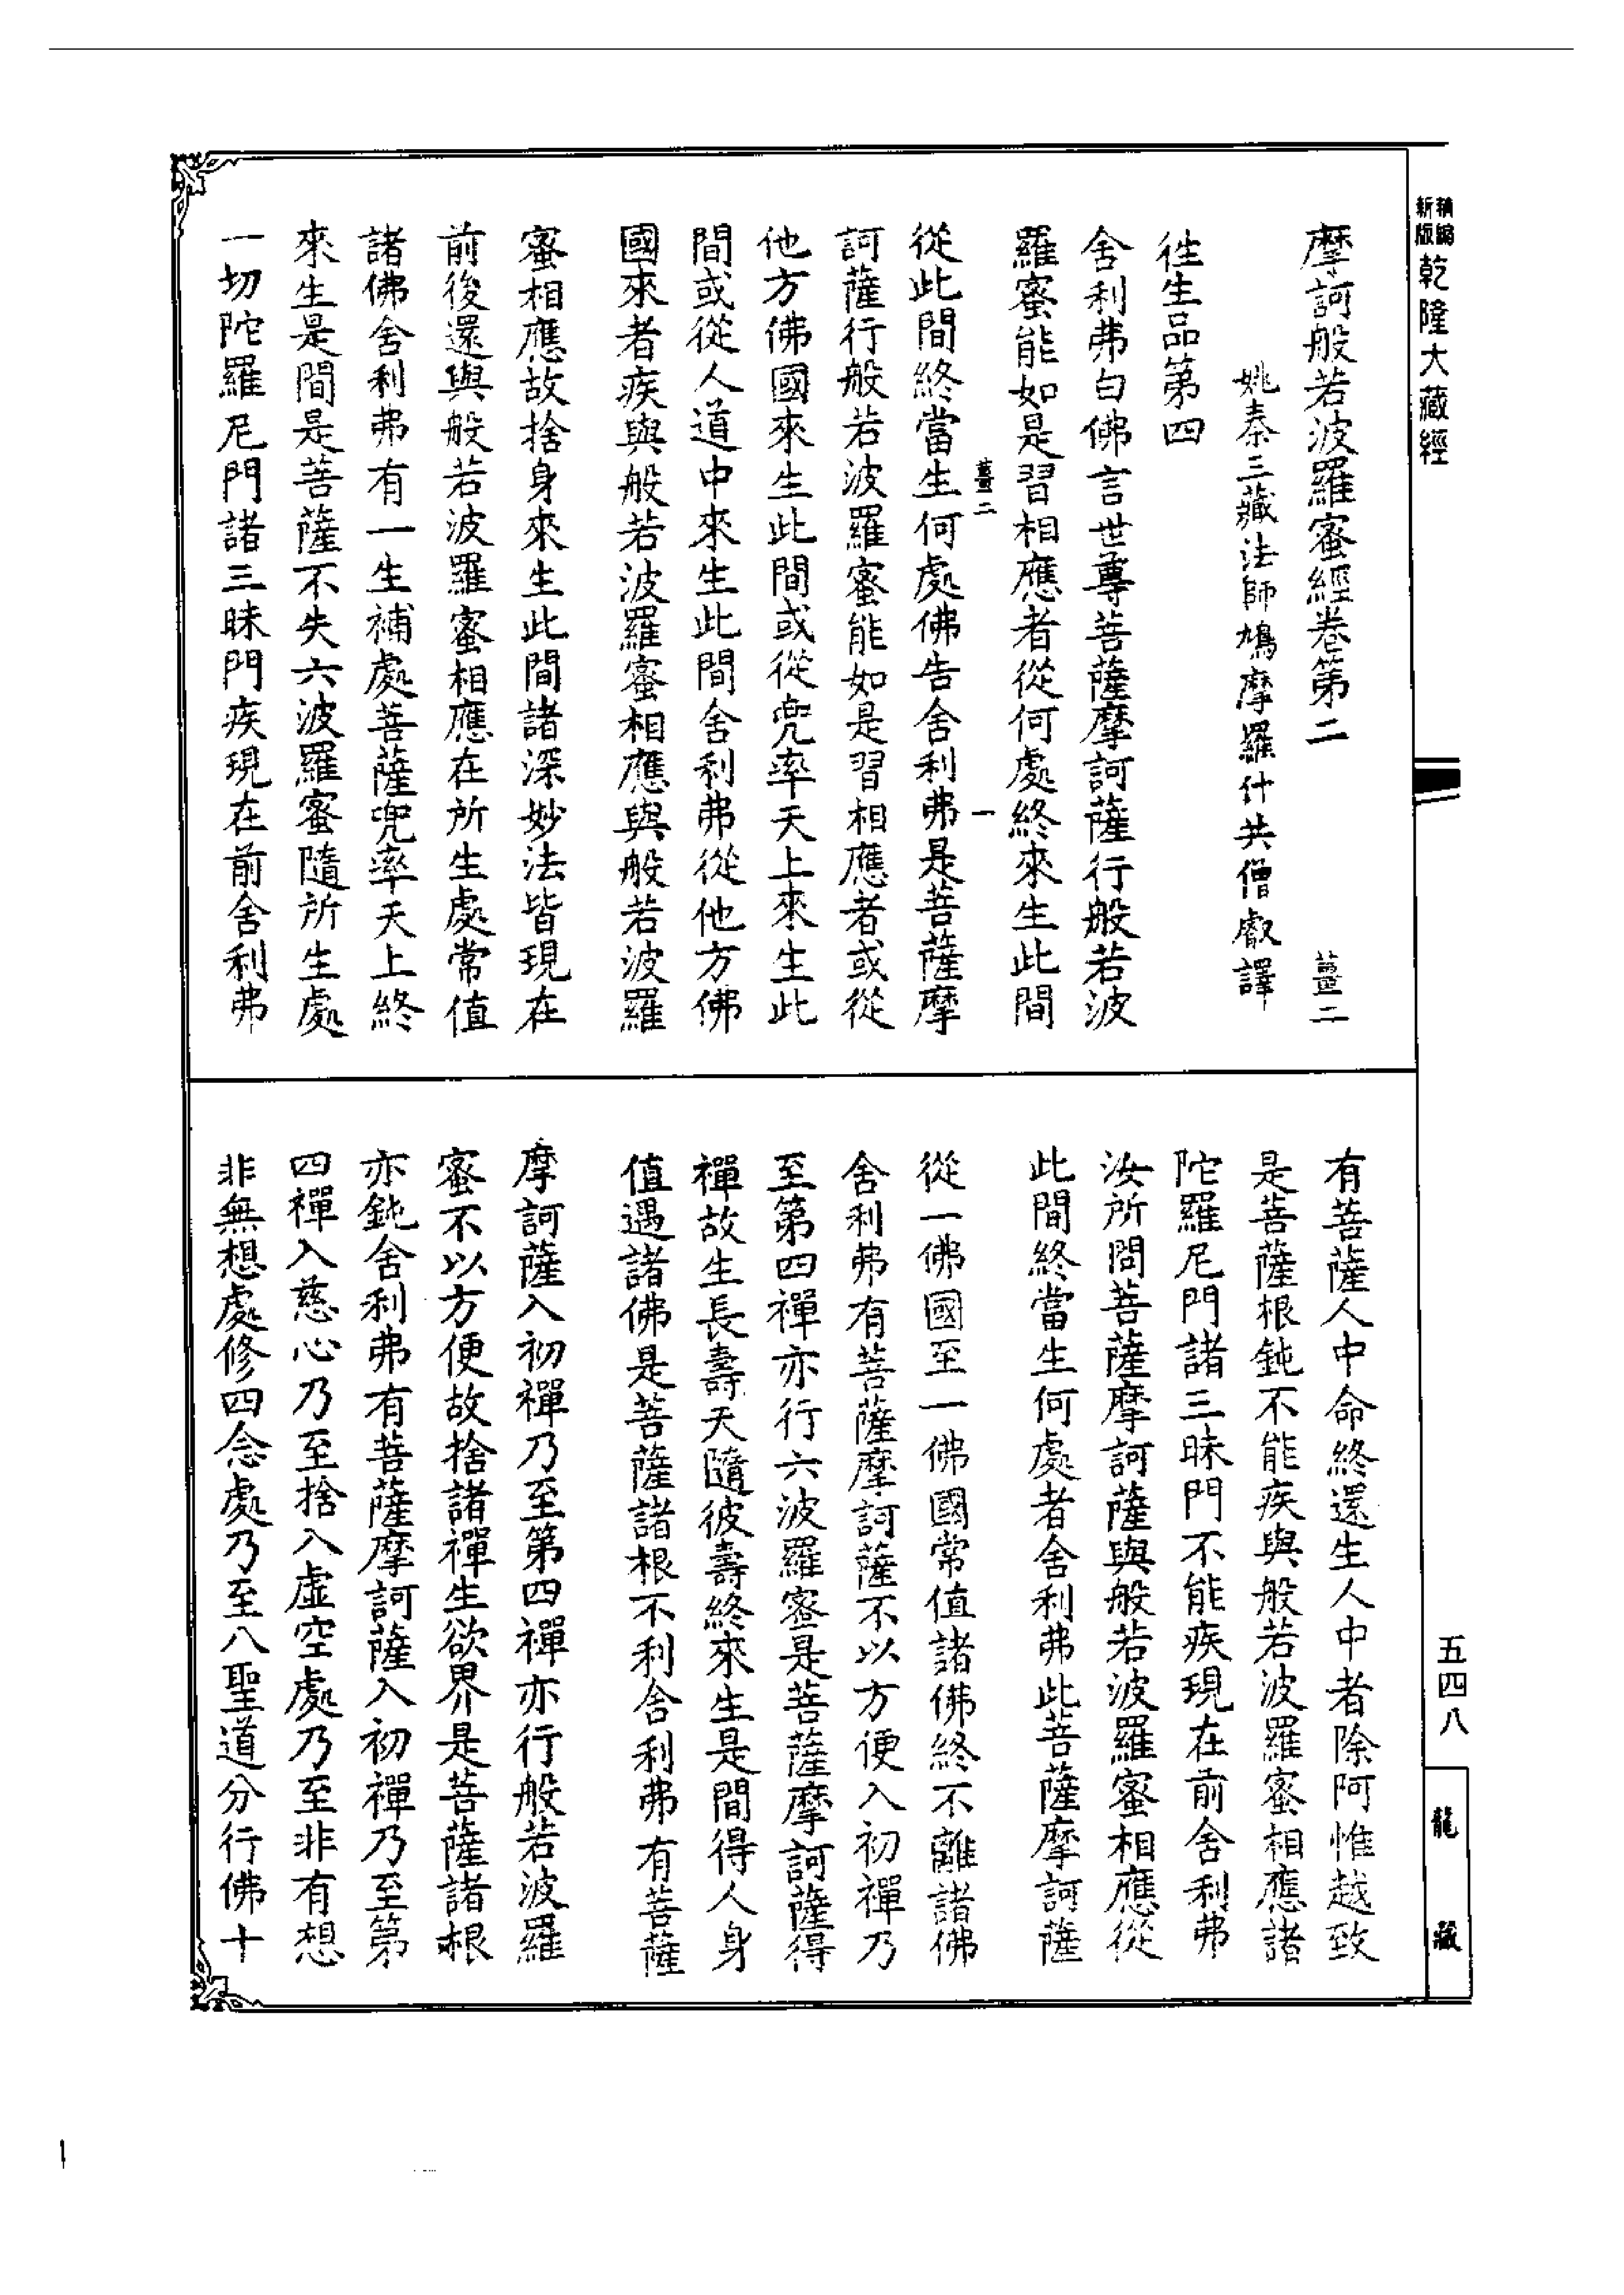 新編縮版
乾隆大藏經
摩訶般若波羅蜜經卷第二 薑二
姚秦三藏法師鳩摩羅什共僧叡譯
徃生品第四
舍利弗白佛言世尊菩薩摩訶薩行般若波
羅蜜能如是習相應者從何處終來生此間
薑二 一
從此間終當生何處佛告舍利弗是菩薩摩
訶薩行般若波羅蜜能如是習相應者或從
他方佛國來生此間或從兜率天上來生此
間或從人道中來生此間舍利弗從他方佛
國來者疾與般若波羅蜜相應與般若波羅
蜜相應故捨身來生此間諸深妙法皆現在
前後還與般若波羅蜜相應在所生處常值
諸佛舍利弗有一生補處菩薩兜率天上終
來生是間是菩薩不失六波羅蜜隨所生處
一切陀羅尼門諸三昧門疾現在前舍利弗
有菩薩人中命終還生人中者除阿惟越致
是菩薩根鈍不能疾與般若波羅蜜相應諸
陀羅尼門諸三昧門不能疾現在前舍利弗
汝所問菩薩摩訶薩與般若波羅蜜相應從
此間終當生何處者舍利弗此菩薩摩訶薩
從一佛國至一佛國常值諸佛終不離諸佛
舍利弗有菩薩摩訶薩不以方便入初禪乃
至第四禪亦行六波羅蜜是菩薩摩訶薩得
禪故生長壽天隨彼壽終來生是間得人身
值遇諸佛是菩薩諸根不利舍利弗有菩薩
摩訶薩入初禪乃至第四禪亦行般若波羅
蜜不以方便故捨諸禪生欲界是菩薩諸根
亦鈍舍利弗有菩薩摩訶薩入初禪乃至第
四禪入慈心乃至捨入虛空處乃至非有想
非無想處修四念處乃至八聖道分行佛十
五四八
龍藏